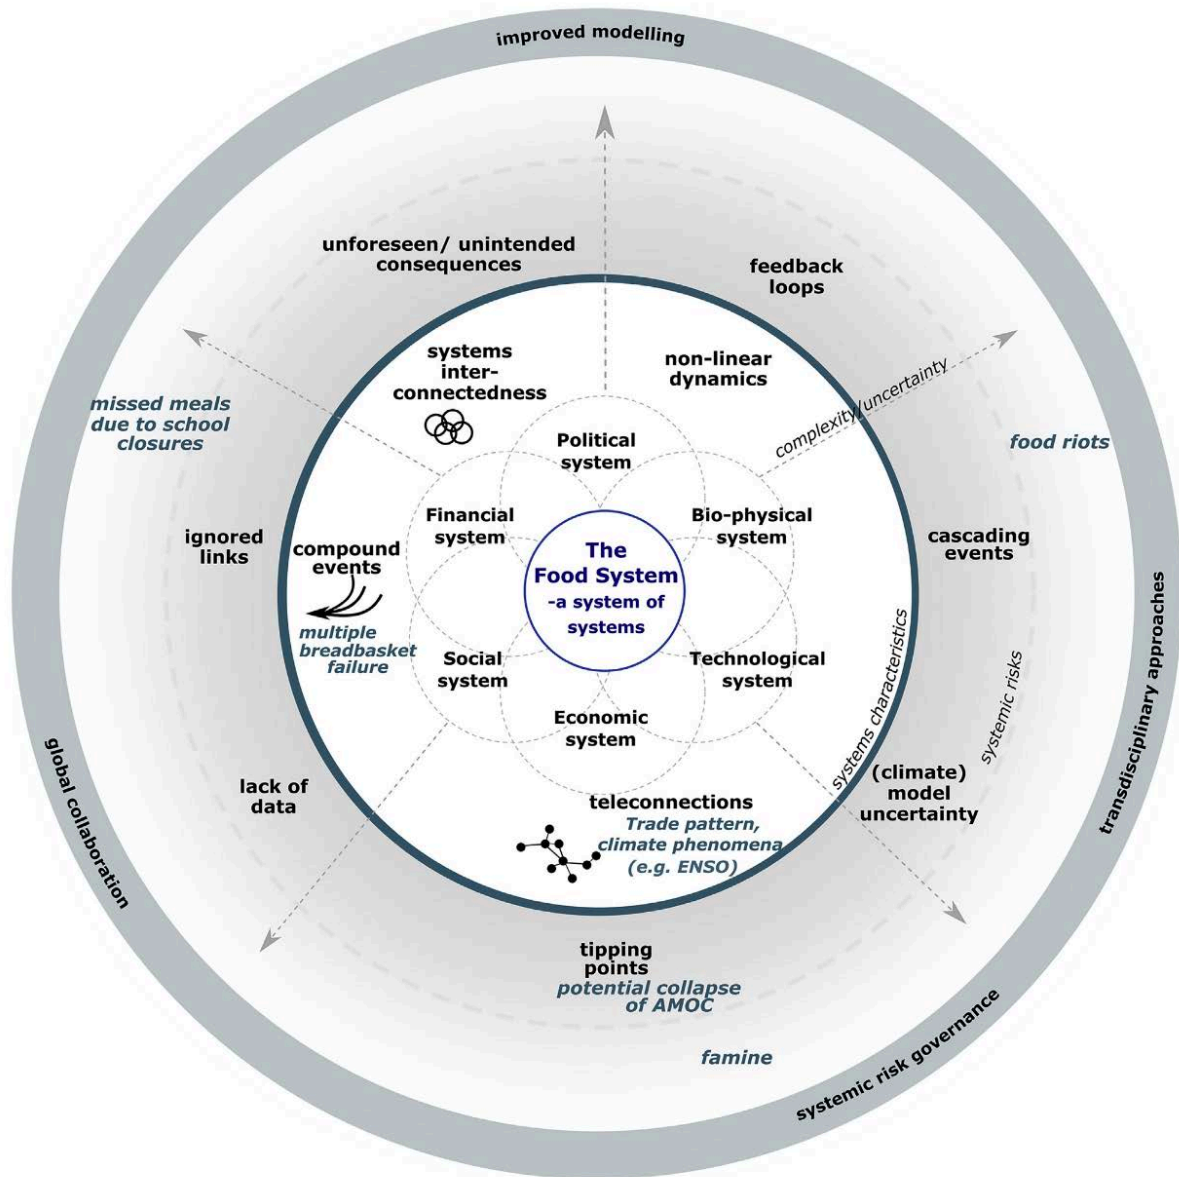 improved modelling
unforeseen/ unintended
consequences
feedback
loops
systems
inter-
connectedness
non-linear
dynamics
complexity/uncertainty
missed meals
due to school
closures
food riots
Political
system
Financial
system
Bio-physical
system
ignored
links
compound
events
multiple
breadbasket
failure
The
Food System
-a system of
systems
cascading
events
Social
system
Technological
system
Economic
system
systems characteristics
systemic risks
transdisciplinary approaches
global collaboration
lack of
data
(climate)
model
uncertainty
teleconnections
Trade pattern,
climate phenomena
(e.g. ENSO)
tipping
points
potential collapse
of AMOC
famine
systemic risk governance